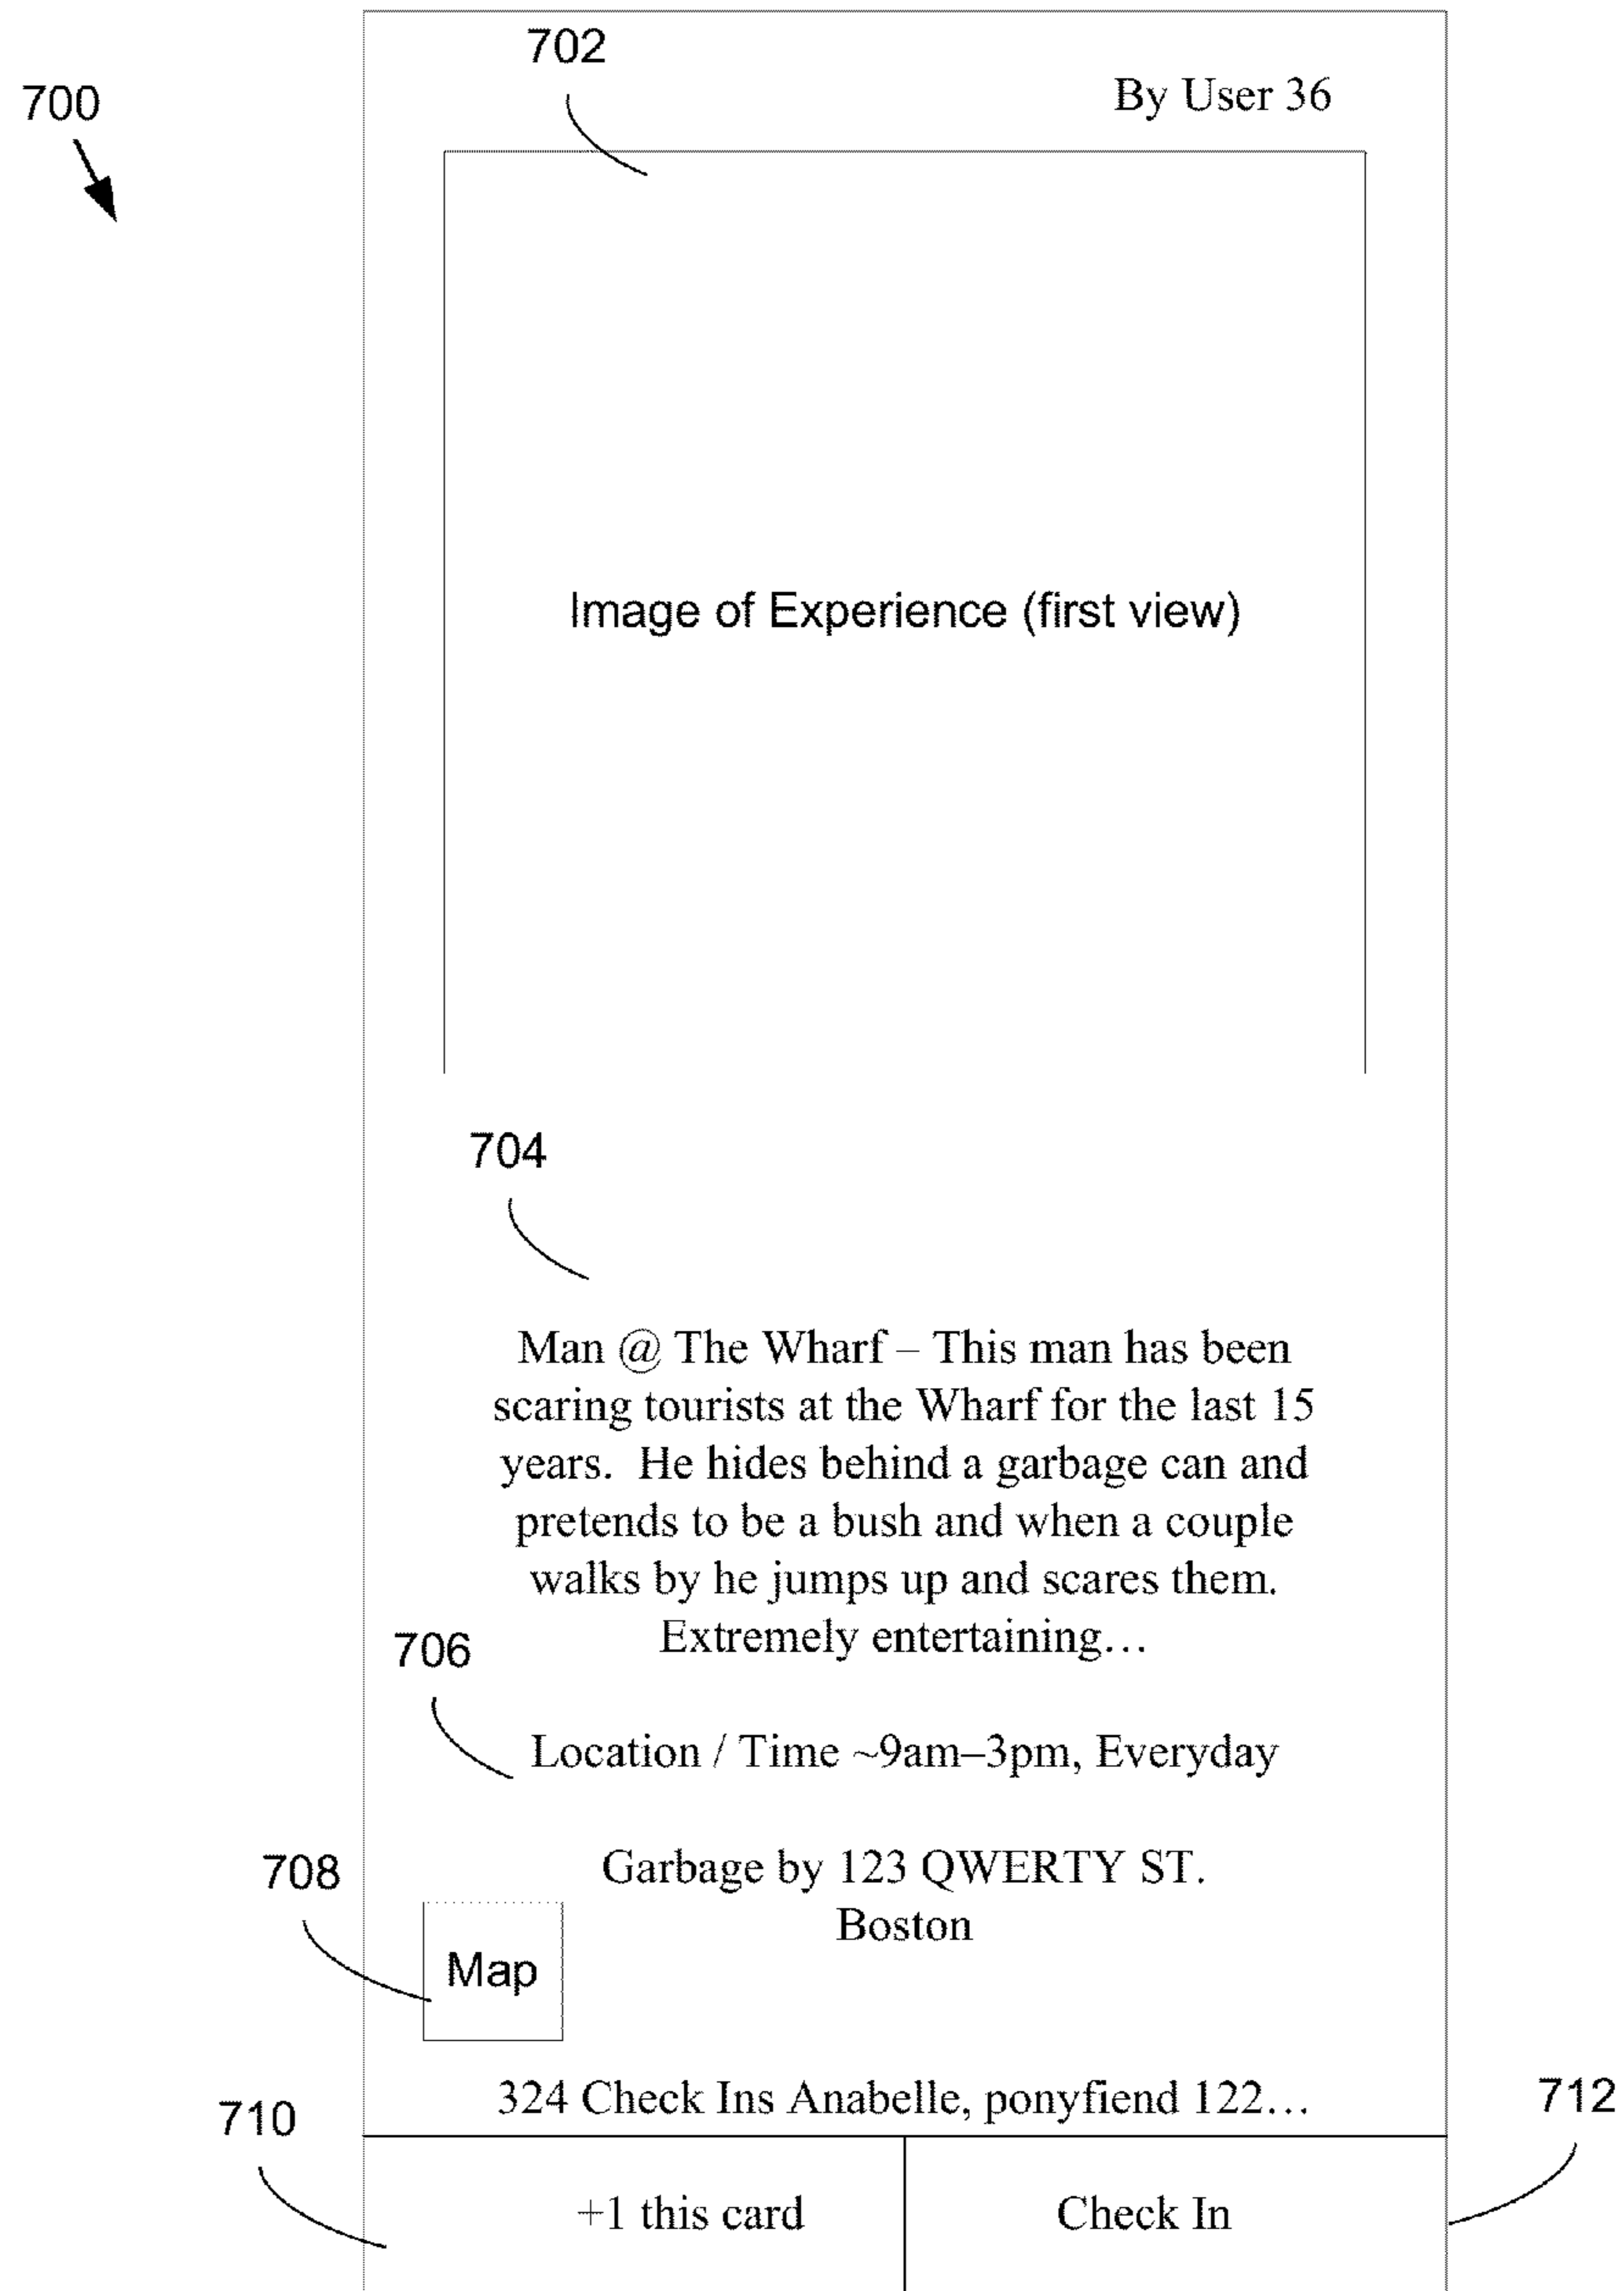 702
By User 36
700
Image of Experience (first view)
704
Man @ The Wharf – This man has been
scaring tourists at the Wharf for the last 15
years.  He hides behind a garbage can and
pretends to be a bush and when a couple
walks by he jumps up and scares them.
Extremely entertaining…
706
Location / Time ~9am–3pm, Everyday
708
Garbage by 123 QWERTY ST.
Boston
Map
324 Check Ins Anabelle, ponyfiend 122…
710
712
+1 this card
Check In